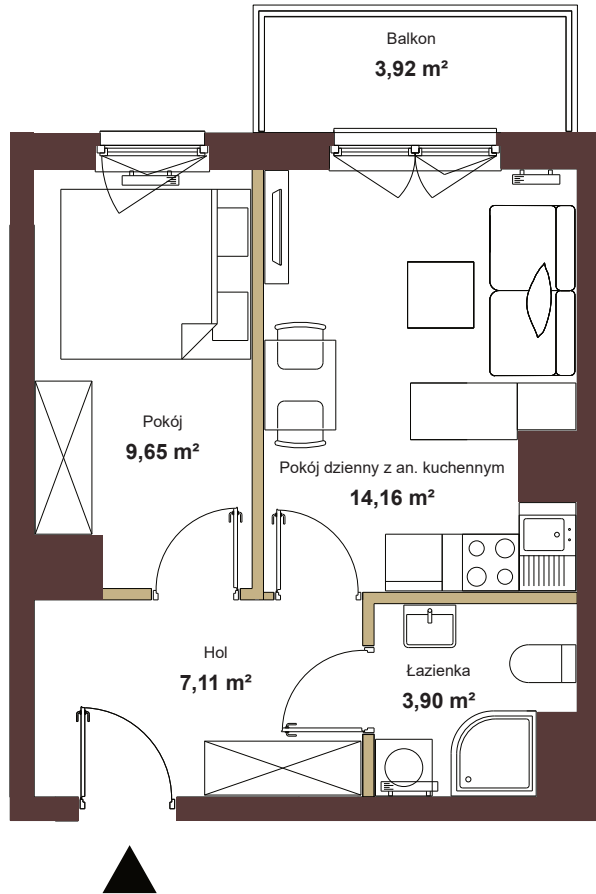 Balkon
3,92 m²
Pokój
9,65 m²
Pokój dzienny z an. kuchennym
14,16 m²
Hol
7,11 m²
Łazienka
3,90 m²